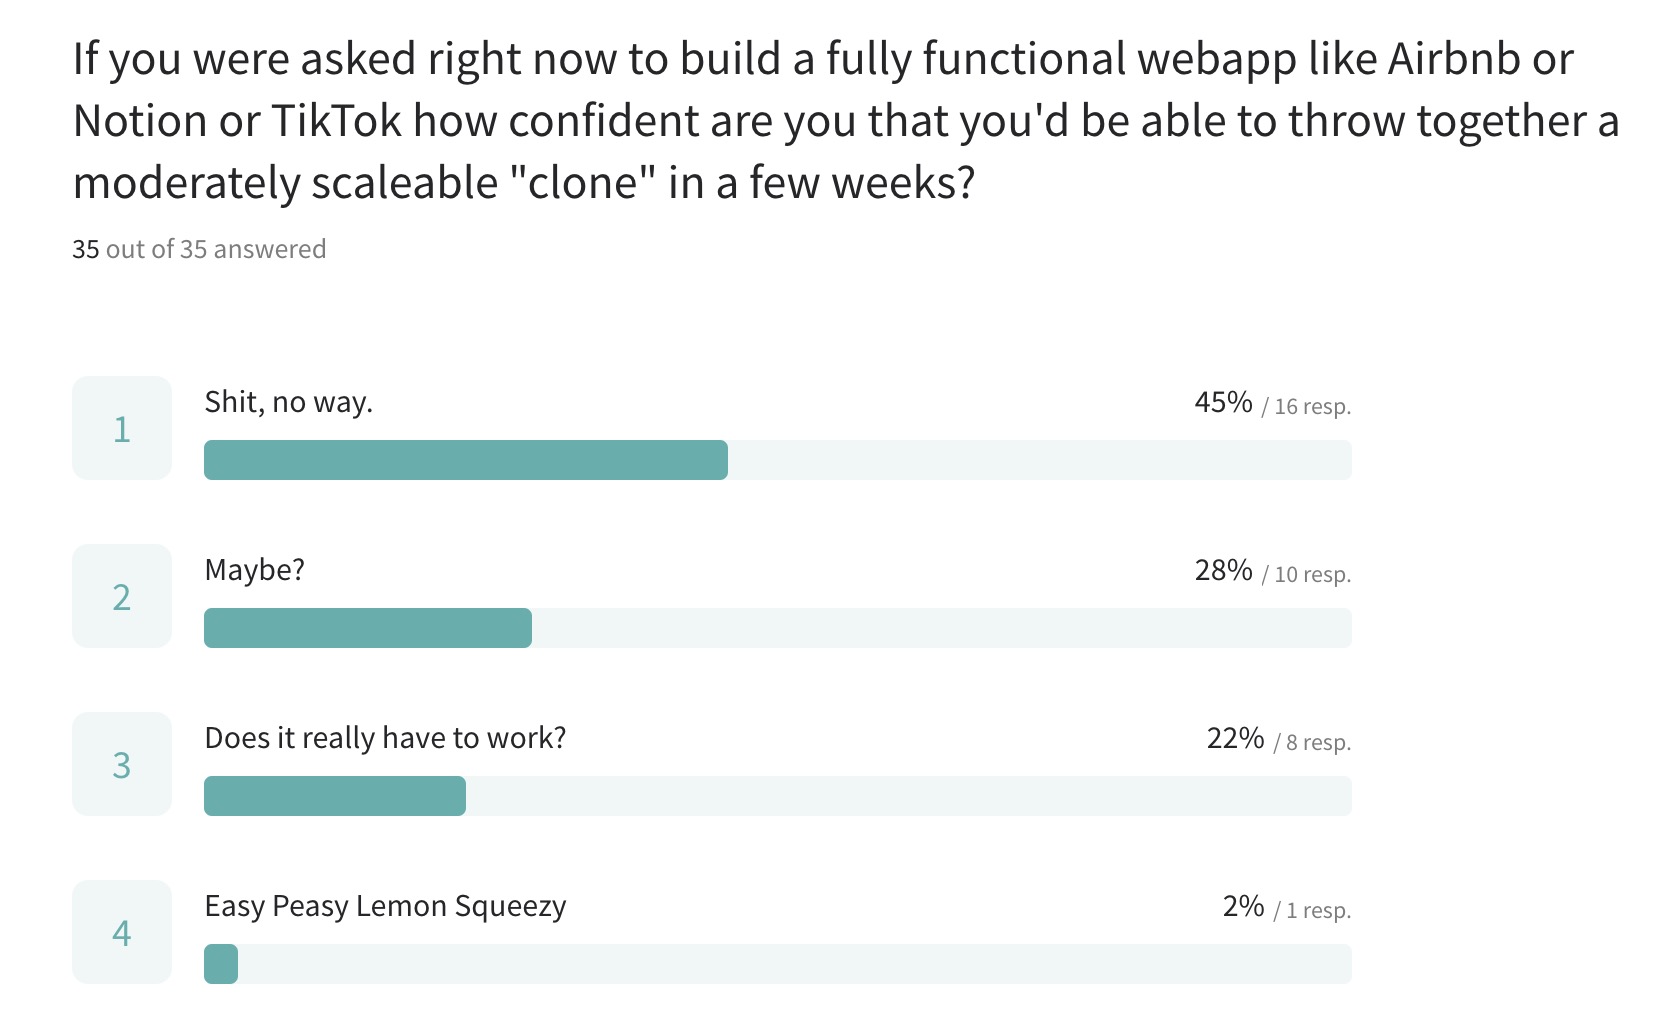 If you were asked right now to build a fully functional webapp like Airbnb or
Notion or TikTok how confident are you that you'd be able to throw together a
moderately scaleable "clone" in a few weeks?
35 out of 35 answered
1
Shit, no way.
45% / 16 resp.
2
Maybe?
28% / 10 resp.
3
Does it really have to work?
22% / 8 resp.
4
Easy Peasy Lemon Squeezy
2% / 1 resp.